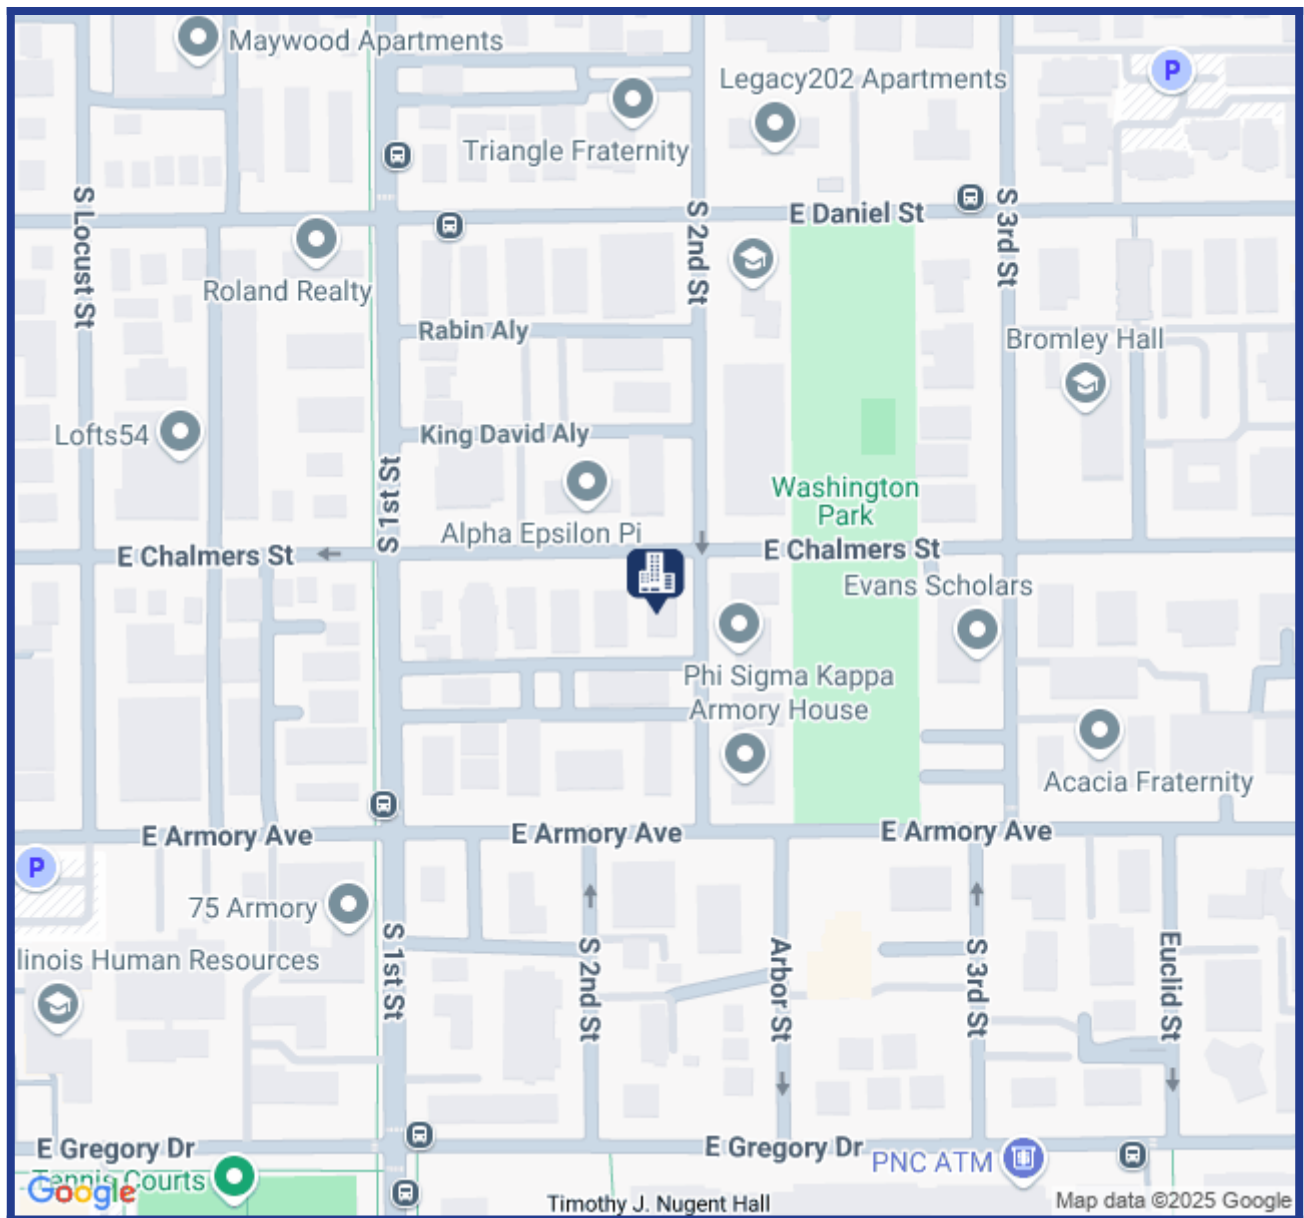 Maywood Apartments
P
Legacy202 Apartments
Triangle Fraternity
S Locust St
S 2nd St
E Daniel St
S 3rd St
Roland Realty
Rabin Aly
Bromley Hall
Lofts54
King David Aly
S 1st St
Washington
Park
Alpha Epsilon Pi
E Chalmers St
E Chalmers St
Evans Scholars
Phi Sigma Kappa
Armory House
Acacia Fraternity
E Armory Ave
E Armory Ave
E Armory Ave
P
75 Armory
S 1st St
S 2nd St
Arbor St
S 3rd St
Euclid St
linois Human Resources
E Gregory Dr
E Gregory Dr
PNC ATM
Tennis Courts
Google
Timothy J. Nugent Hall
Map data ©2025 Google